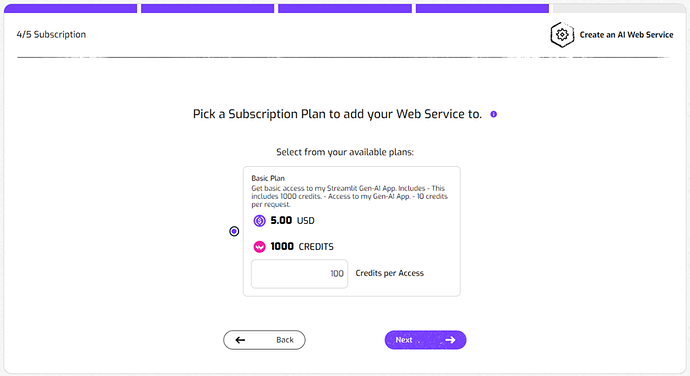 4/5 Subscription
Create an AI Web Service
Pick a Subscription Plan to add your Web Service to.
Select from your available plans:
Basic Plan
Get basic access to my Streamlit Gen-AI App. Includes - This
includes 1000 credits. - Access to my Gen-AI App. - 10 credits
per request.
5.00 USD
1000 CREDITS
100 Credits per Access
Back
Next